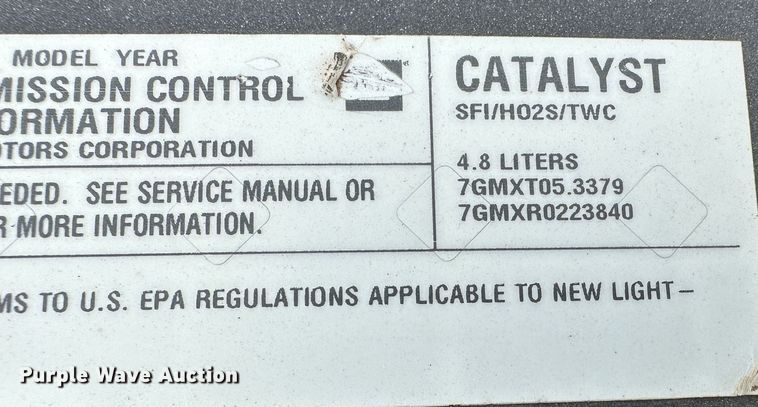 MODEL YEAR
MISSION CONTROL
ORMATION
OTORS CORPORATION
EDED. SEE SERVICE MANUAL OR
R MORE INFORMATION.
CATALYST
SFI/HO2S/TWC
4.8 LITERS
7GMXT05.3379
7GMXR0223840
MS TO U.S. EPA REGULATIONS APPLICABLE TO NEW LIGHT–
Purple Wave Auction